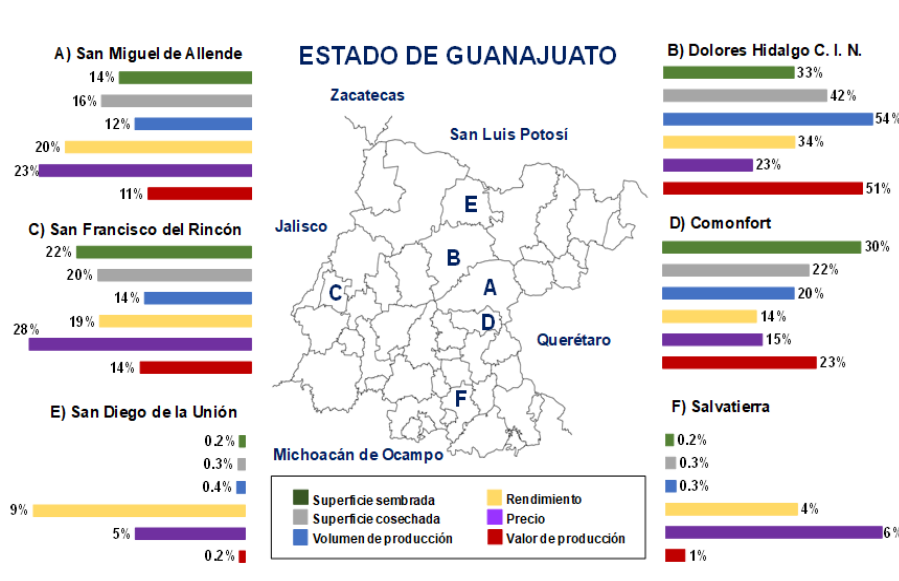 ESTADO DE GUANAJUATO
A) San Miguel de Allende
14%
16%
12%
20%
23%
11%
B) Dolores Hidalgo C. I. N.
33%
42%
54%
34%
23%
51%
C) San Francisco del Rincón
22%
20%
14%
19%
28%
14%
D) Comonfort
30%
22%
20%
14%
15%
23%
E) San Diego de la Unión
0.2%
0.3%
0.4%
9%
5%
0.2%
F) Salvatierra
0.2%
0.3%
0.3%
4%
6%
1%
Zacatecas
San Luis Potosí
Jalisco
Querétaro
Michoacán de Ocampo
E
B
A
C
D
F
Superficie sembrada
Superficie cosechada
Volumen de producción
Rendimiento
Precio
Valor de producción